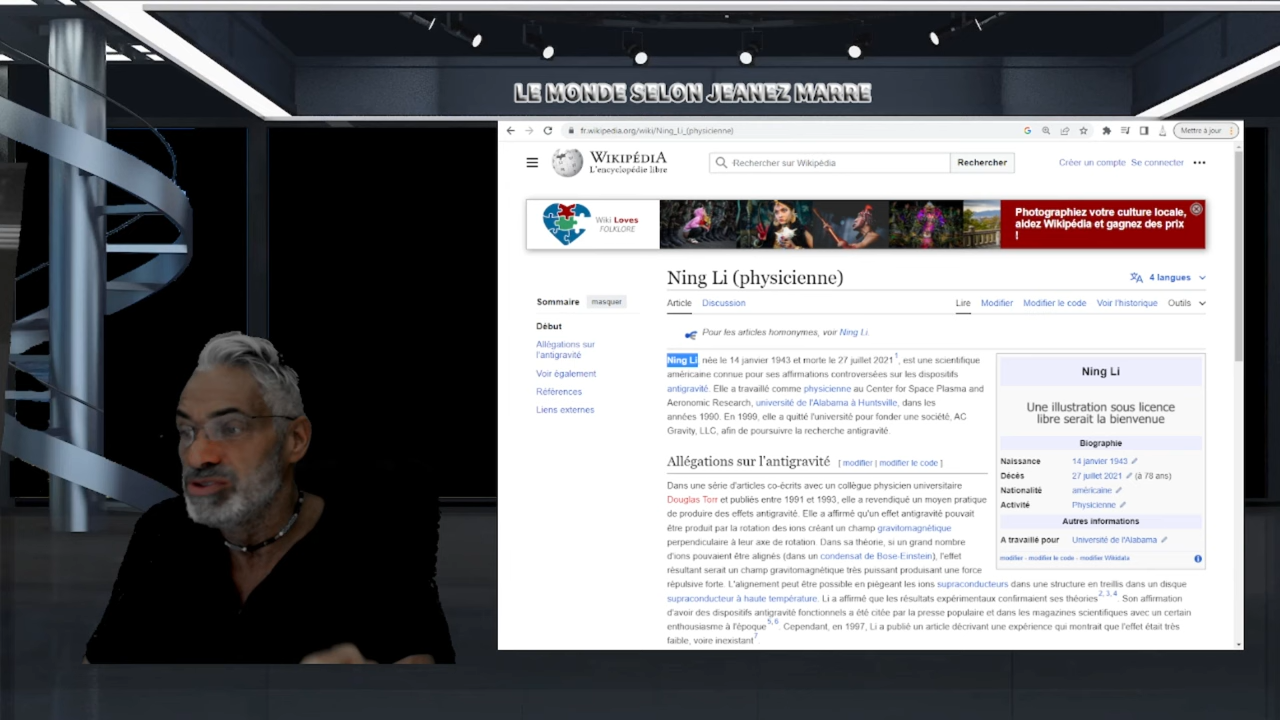 LE MONDE SELON JEANEZ MARRE
fr.wikipedia.org/wiki/Ning_Li_(physicienne)
Mettre à jour
WIKIPÉDIA
L'encyclopédie libre
Rechercher sur Wikipédia
Rechercher
Créer un compte Se connecter
Wiki Loves
FOLKLORE
Photographiez votre culture locale,
aidez Wikipédia et gagnez des prix
!
Ning Li (physicienne)
4 langues
Sommaire masquer
Début
Allégations sur
l'antigravité
Voir également
Références
Liens externes
Article Discussion
Lire Modifier Modifier le code Voir l'historique Outils
Pour les articles homonymes, voir Ning Li.
Ning Li née le 14 janvier 1943 et morte le 27 juillet 2021 1, est une scientifique
américaine connue pour ses affirmations controversées sur les dispositifs
antigravité. Elle a travaillé comme physicienne au Center for Space Plasma and
Aeronomic Research, université de l'Alabama à Huntsville, dans les
années 1990. En 1999, elle a quitté l'université pour fonder une société, AC
Gravity, LLC, afin de poursuivre la recherche antigravité.
Allégations sur l'antigravité [ modifier | modifier le code ]
Dans une série d'articles co-écrits avec un collègue physicien universitaire
Douglas Torr et publiés entre 1991 et 1993, elle a revendiqué un moyen pratique
de produire des effets antigravité. Elle a affirmé qu'un effet antigravité pouvait
être produit par la rotation des ions créant un champ gravitomagnétique
perpendiculaire à leur axe de rotation. Dans sa théorie, si un grand nombre
d'ions pouvaient être alignés (dans un condensat de Bose-Einstein), l'effet
résultant serait un champ gravitomagnétique très puissant produisant une force
répulsive forte. L'alignement peut être possible en piégeant les ions supraconducteurs dans une structure en treillis dans un disque
supraconducteur à haute température. Li a affirmé que les résultats expérimentaux confirmaient ses théories 2, 3, 4. Son affirmation
d'avoir des dispositifs antigravité fonctionnels a été citée par la presse populaire et dans les magazines scientifiques avec un certain
enthousiasme à l'époque 5, 6. Cependant, en 1997, Li a publié un article décrivant une expérience qui montrait que l'effet était très
faible, voire inexistant 7
Ning Li
Une illustration sous licence
libre serait la bienvenue
Biographie
Naissance 14 janvier 1943
Décès 27 juillet 2021 (à 78 ans)
Nationalité américaine
Activité Physicienne
Autres informations
A travaillé pour Université de l'Alabama
modifier - modifier le code - modifier Wikidata